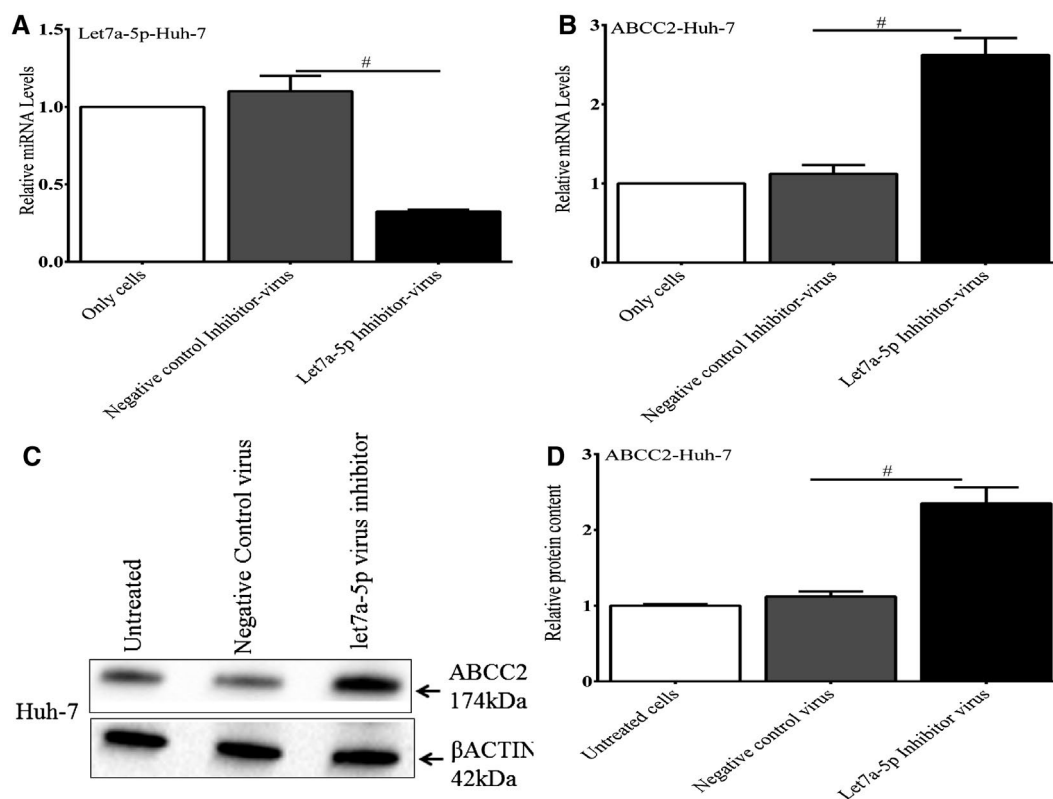 A
Let7a-5p-Huh-7
Relative miRNA Levels
1.5
1.0
0.5
0.0
#
Only cells
Negative control Inhibitor-virus
Let7a-5p Inhibitor-virus
B
ABCC2-Huh-7
Relative mRNA Levels
3
2
1
0
#
Only cells
Negative control Inhibitor-virus
Let7a-5p Inhibitor-virus
C
Untreated
Negative Control virus
let7a-5p virus inhibitor
Huh-7
ABCC2
174kDa
βACTIN
42kDa
D
ABCC2-Huh-7
Relative protein content
3
2
1
0
#
Untreated cells
Negative control virus
Let7a-5p Inhibitor virus